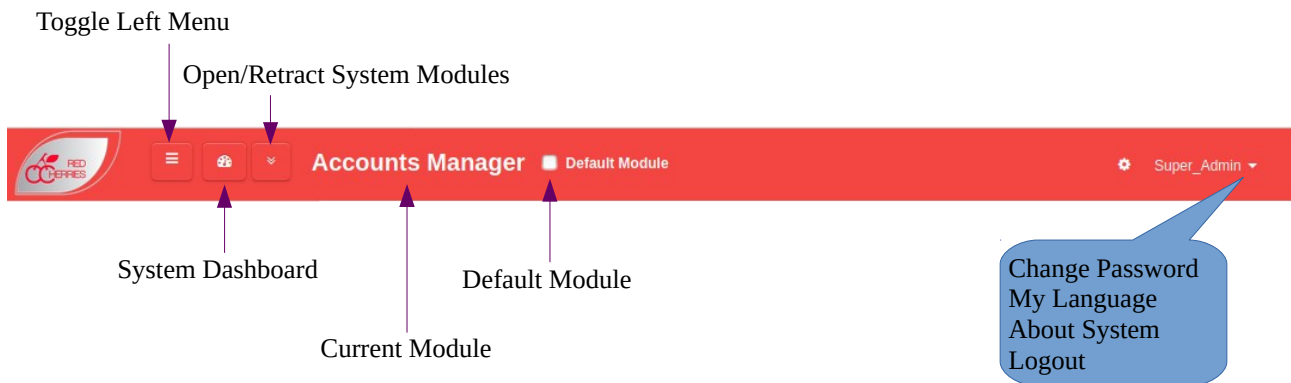 Toggle Left Menu
Open/Retract System Modules
RED
CHERRIES
Accounts Manager
Default Module
Super_Admin
System Dashboard
Default Module
Current Module
Change Password
My Language
About System
Logout